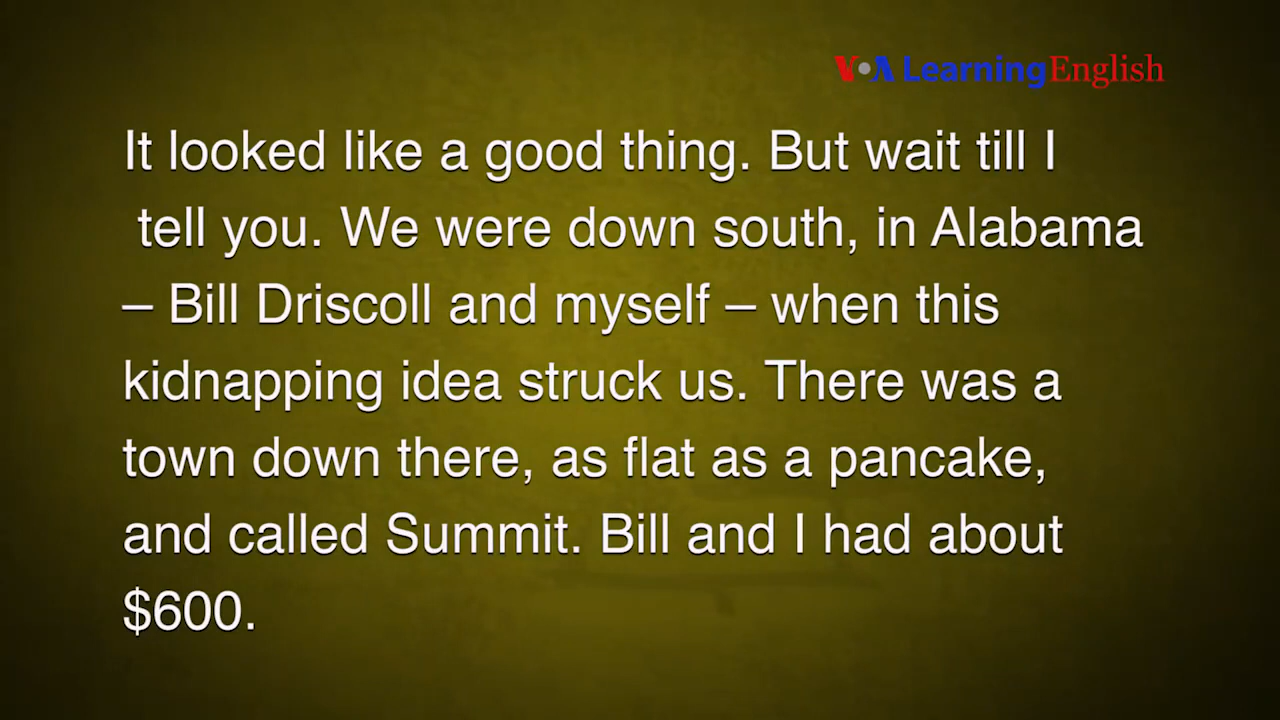 VOA Learning English
It looked like a good thing. But wait till I
tell you. We were down south, in Alabama
– Bill Driscoll and myself – when this
kidnapping idea struck us. There was a
town down there, as flat as a pancake,
and called Summit. Bill and I had about
$600.